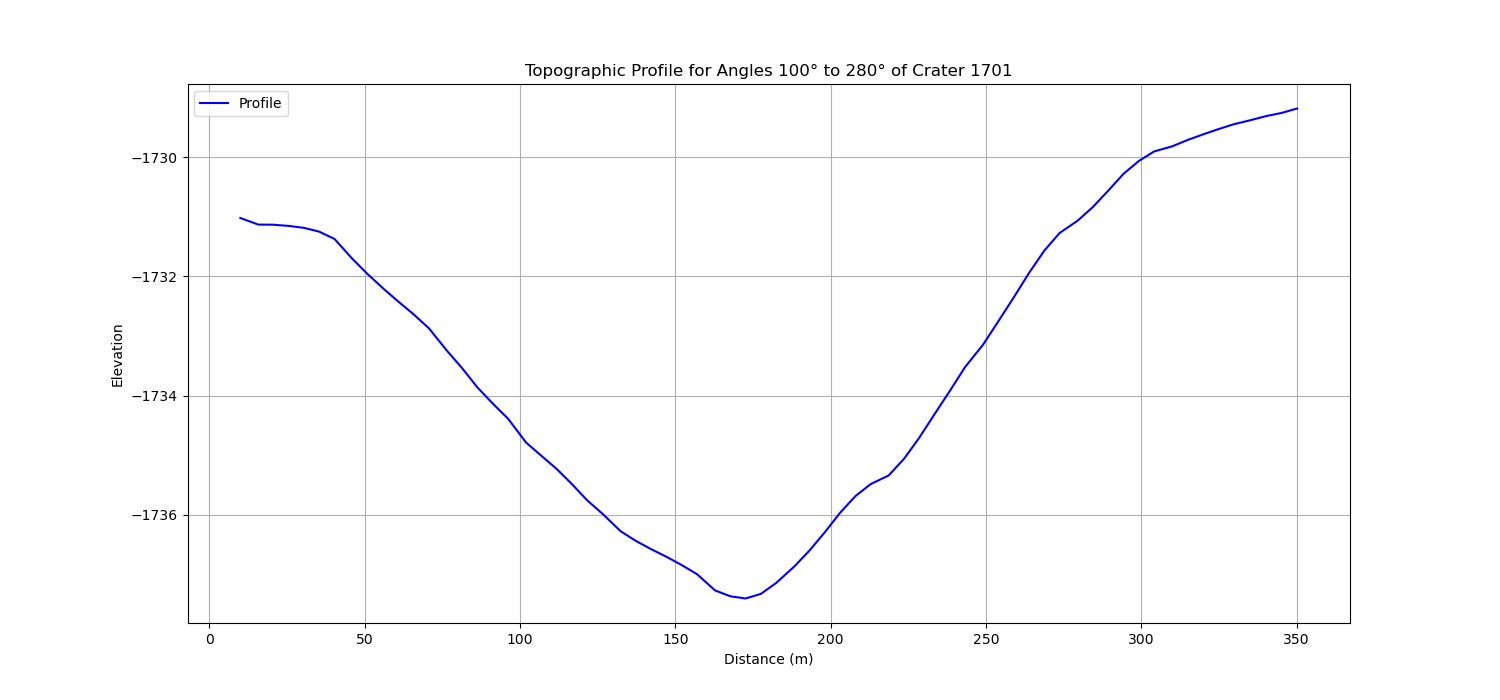 Topographic Profile for Angles 100° to 280° of Crater 1701
Profile
−1730
−1732
−1734
−1736
Elevation
0 50 100 150 200 250 300 350
Distance (m)